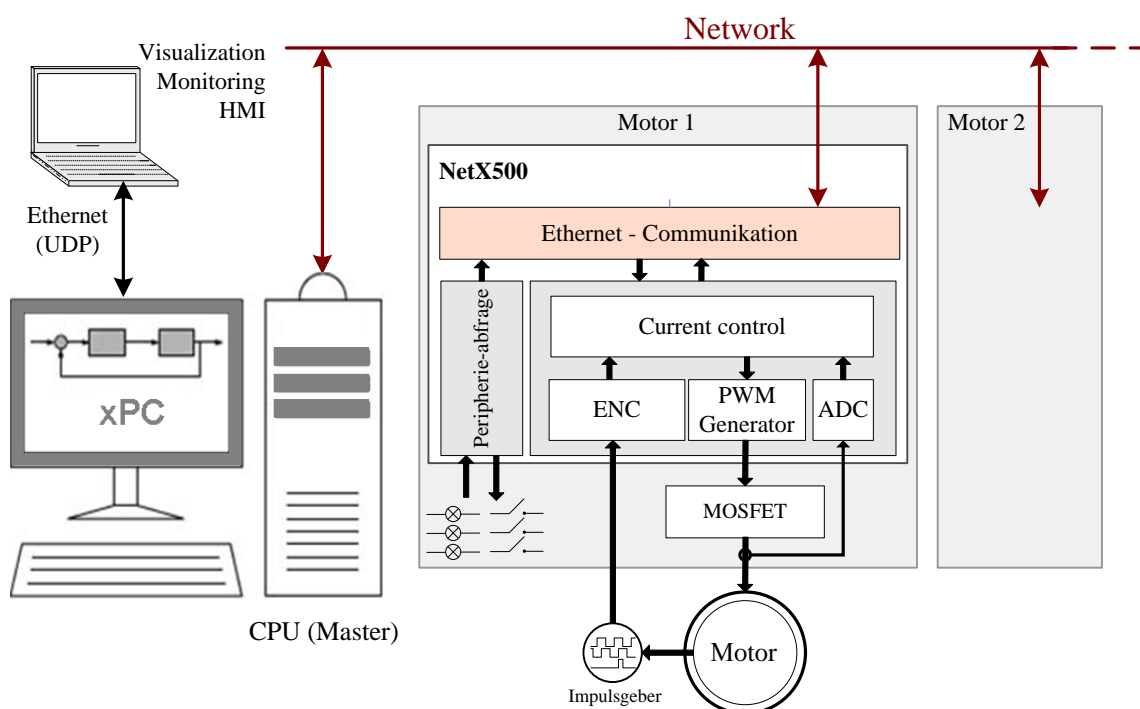 Network
Visualization
Monitoring
HMI
Motor 1
Motor 2
NetX500
Ethernet
(UDP)
Ethernet - Communikation
Peripherie-abfrage
Current control
xPC
ENC
PWM
Generator
ADC
MOSFET
CPU (Master)
Motor
Impulsgeber